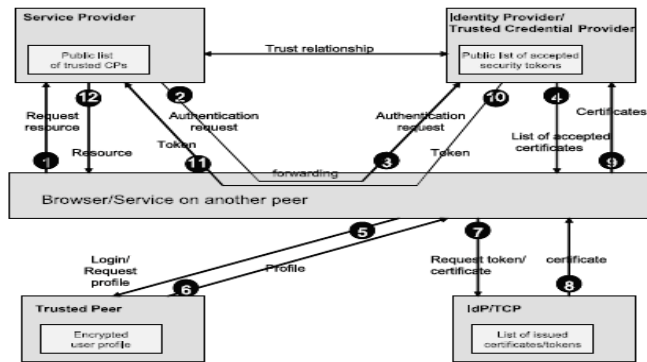 Service Provider
Public list
of trusted CPs
Identity Provider/
Trusted Credential Provider
Public list of accepted
security tokens
Trust relationship
12
2
10
4
Request
resource
Authentication
request
Authentication
request
Certificates
List of accepted
certificates
Resource
Token
Token
1
11
3
9
forwarding
Browser/Service on another peer
5
7
Login/
Request
profile
Profile
Request token/
certificate
certificate
6
8
Trusted Peer
Encrypted
user profile
IdP/TCP
List of issued
certificates/tokens